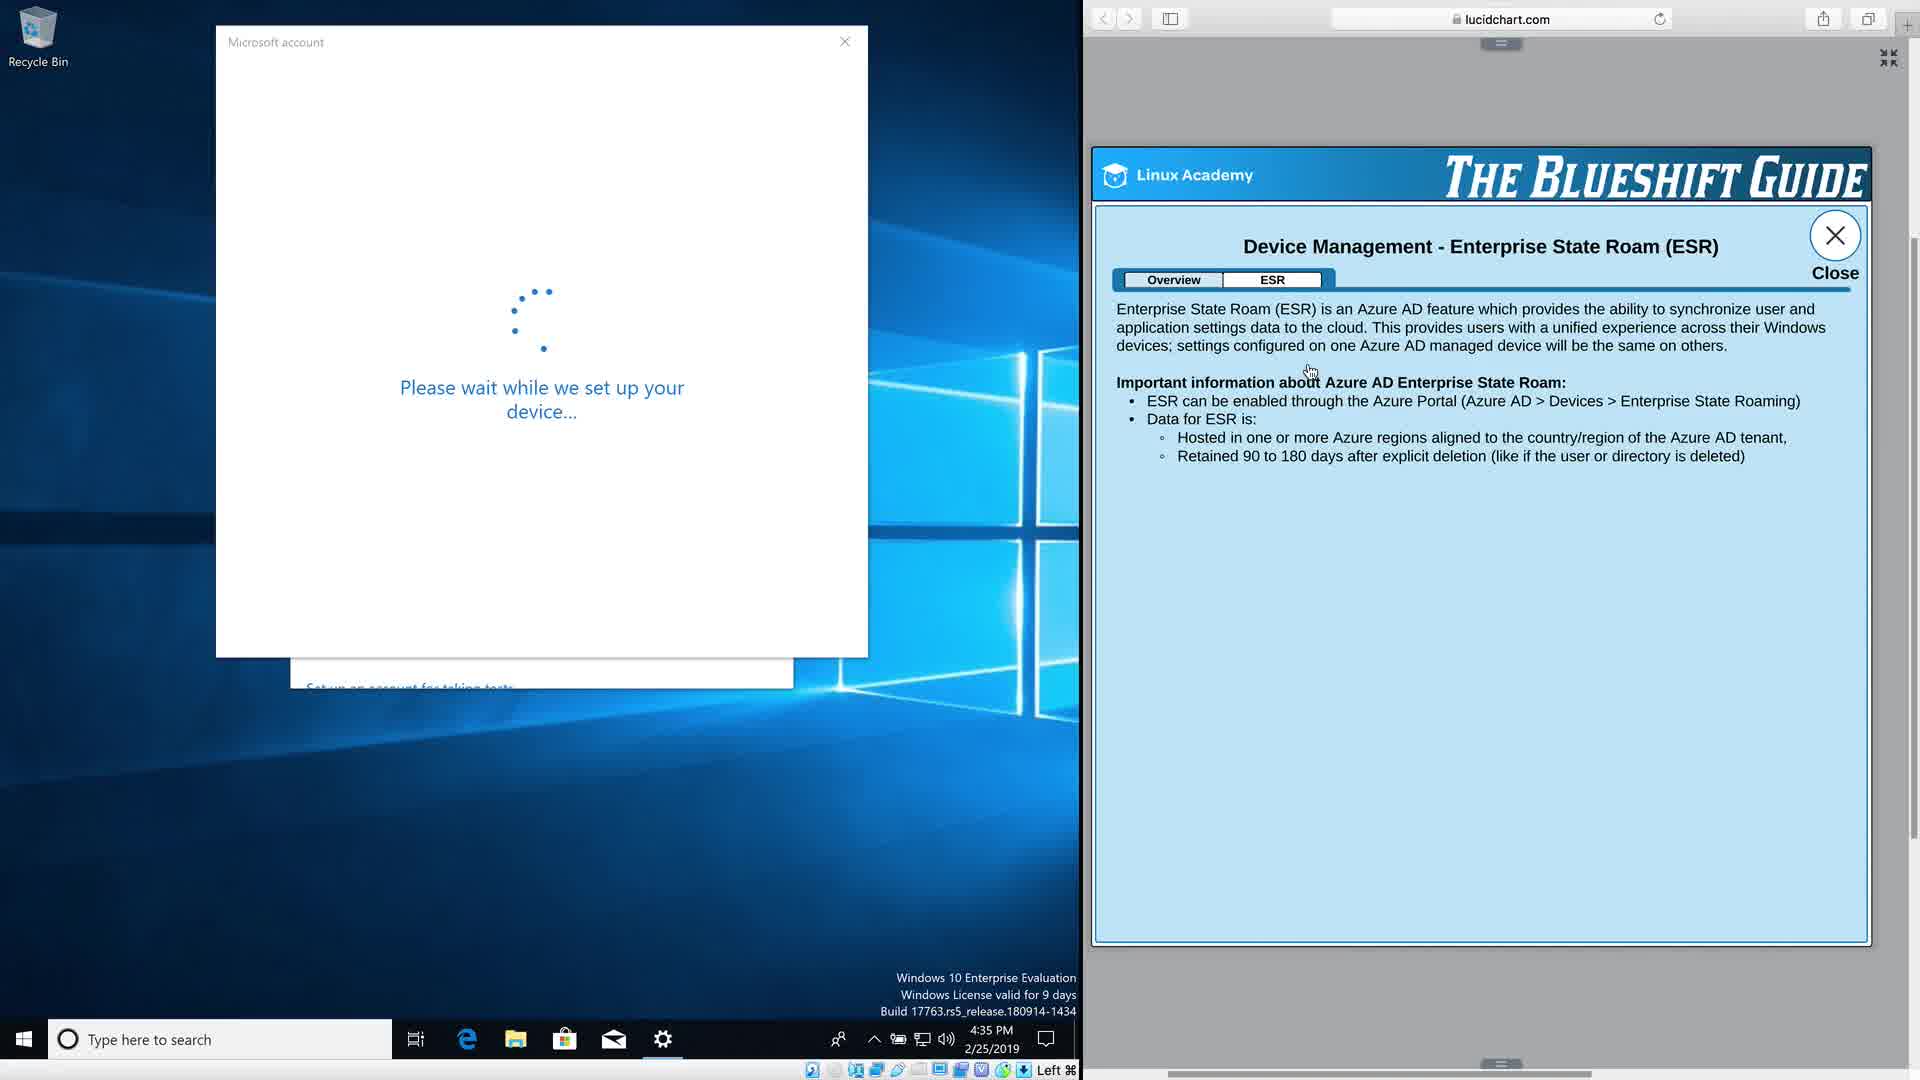 Recycle Bin
Microsoft account
Please wait while we set up your
device...
Set up an account for taking tests
Windows 10 Enterprise Evaluation
Windows License valid for 9 days
Build 17763.rs5_release.180914-1434
Type here to search
4:35 PM
2/25/2019
Left ⌘
lucidchart.com
Linux Academy
THE BLUESHIFT GUIDE
Device Management - Enterprise State Roam (ESR)
Close
Overview
ESR
Enterprise State Roam (ESR) is an Azure AD feature which provides the ability to synchronize user and
application settings data to the cloud. This provides users with a unified experience across their Windows
devices; settings configured on one Azure AD managed device will be the same on others.
Important information about Azure AD Enterprise State Roam:
• ESR can be enabled through the Azure Portal (Azure AD > Devices > Enterprise State Roaming)
• Data for ESR is:
◦ Hosted in one or more Azure regions aligned to the country/region of the Azure AD tenant,
◦ Retained 90 to 180 days after explicit deletion (like if the user or directory is deleted)